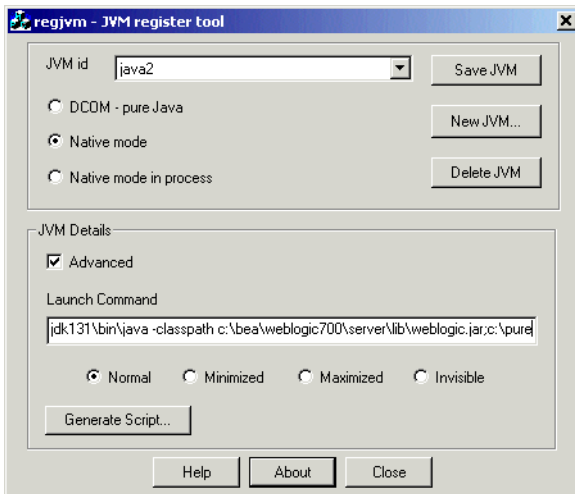 regjvm - JVM register tool
JVM id
java2
Save JVM
DCOM - pure Java
New JVM...
Native mode
Native mode in process
Delete JVM
JVM Details
Advanced
Launch Command
jdk131\bin\java -classpath c:\bea\weblogic700\server\lib\weblogic.jar;c:\pure
Normal Minimized Maximized Invisible
Generate Script...
Help About Close